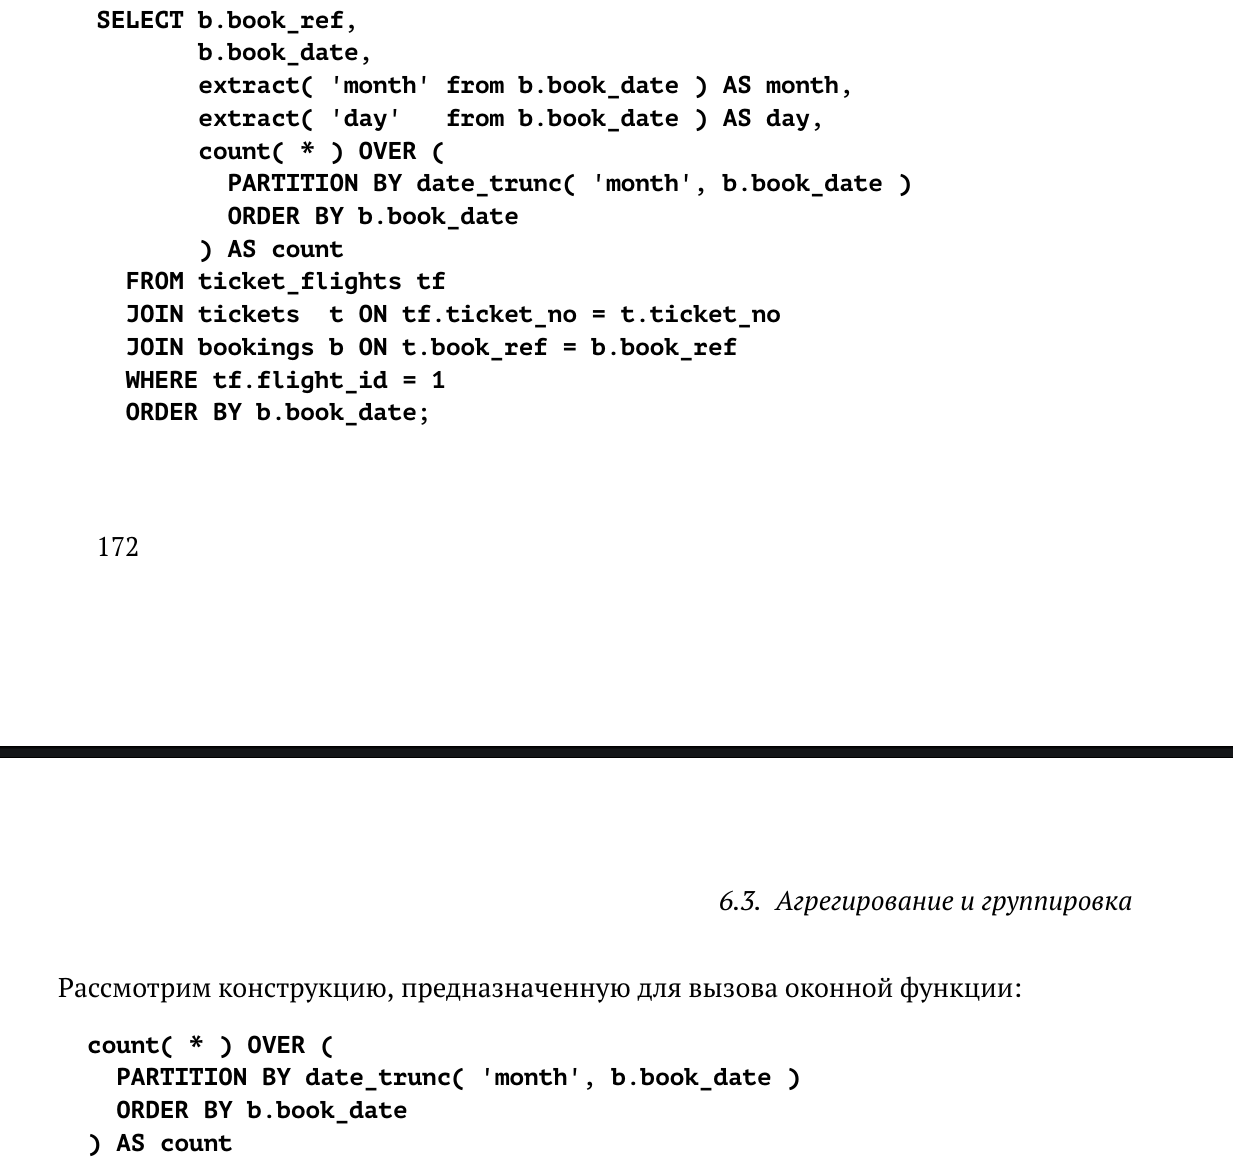 SELECT b.book_ref,
b.book_date,
extract( 'month' from b.book_date ) AS month,
extract( 'day'   from b.book_date ) AS day,
count( * ) OVER (
PARTITION BY date_trunc( 'month', b.book_date )
ORDER BY b.book_date
) AS count
FROM ticket_flights tf
JOIN tickets  t ON tf.ticket_no = t.ticket_no
JOIN bookings b ON t.book_ref = b.book_ref
WHERE tf.flight_id = 1
ORDER BY b.book_date;
172
6.3. Агрегирование и группировка
Рассмотрим конструкцию, предназначенную для вызова оконной функции:
count( * ) OVER (
PARTITION BY date_trunc( 'month', b.book_date )
ORDER BY b.book_date
) AS count